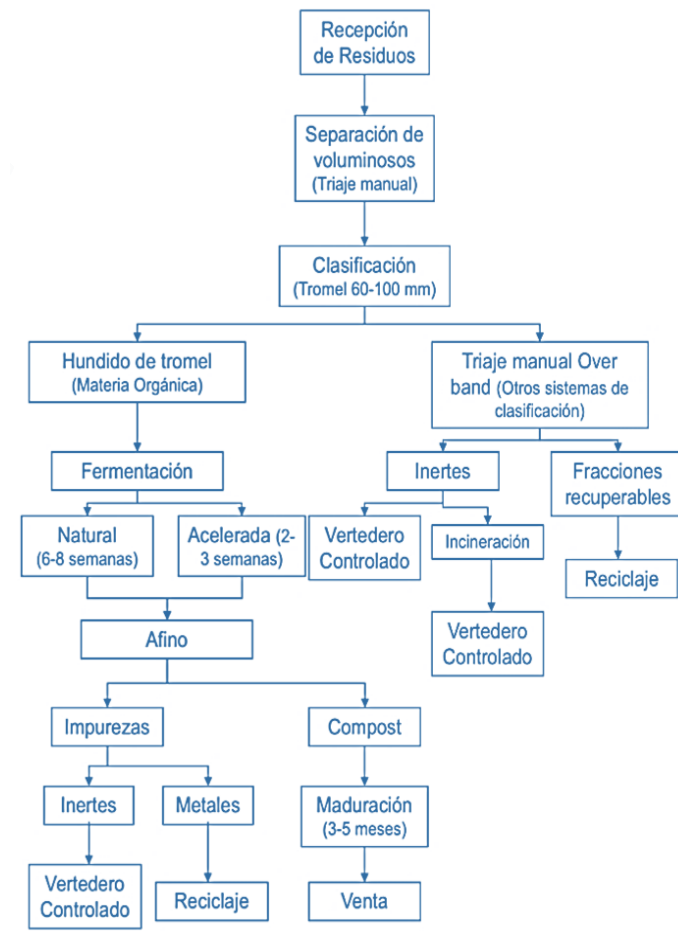 Recepción
de Residuos
Separación de
voluminosos
(Triaje manual)
Clasificación
(Tromel 60-100 mm)
Hundido de tromel
(Materia Orgánica)
Triaje manual Over
band (Otros sistemas de
clasificación)
Fermentación
Inertes
Fracciones
recuperables
Natural
(6-8 semanas)
Acelerada (2-
3 semanas)
Vertedero
Controlado
Incineración
Reciclaje
Afino
Vertedero
Controlado
Impurezas
Compost
Inertes
Metales
Maduración
(3-5 meses)
Vertedero
Controlado
Reciclaje
Venta